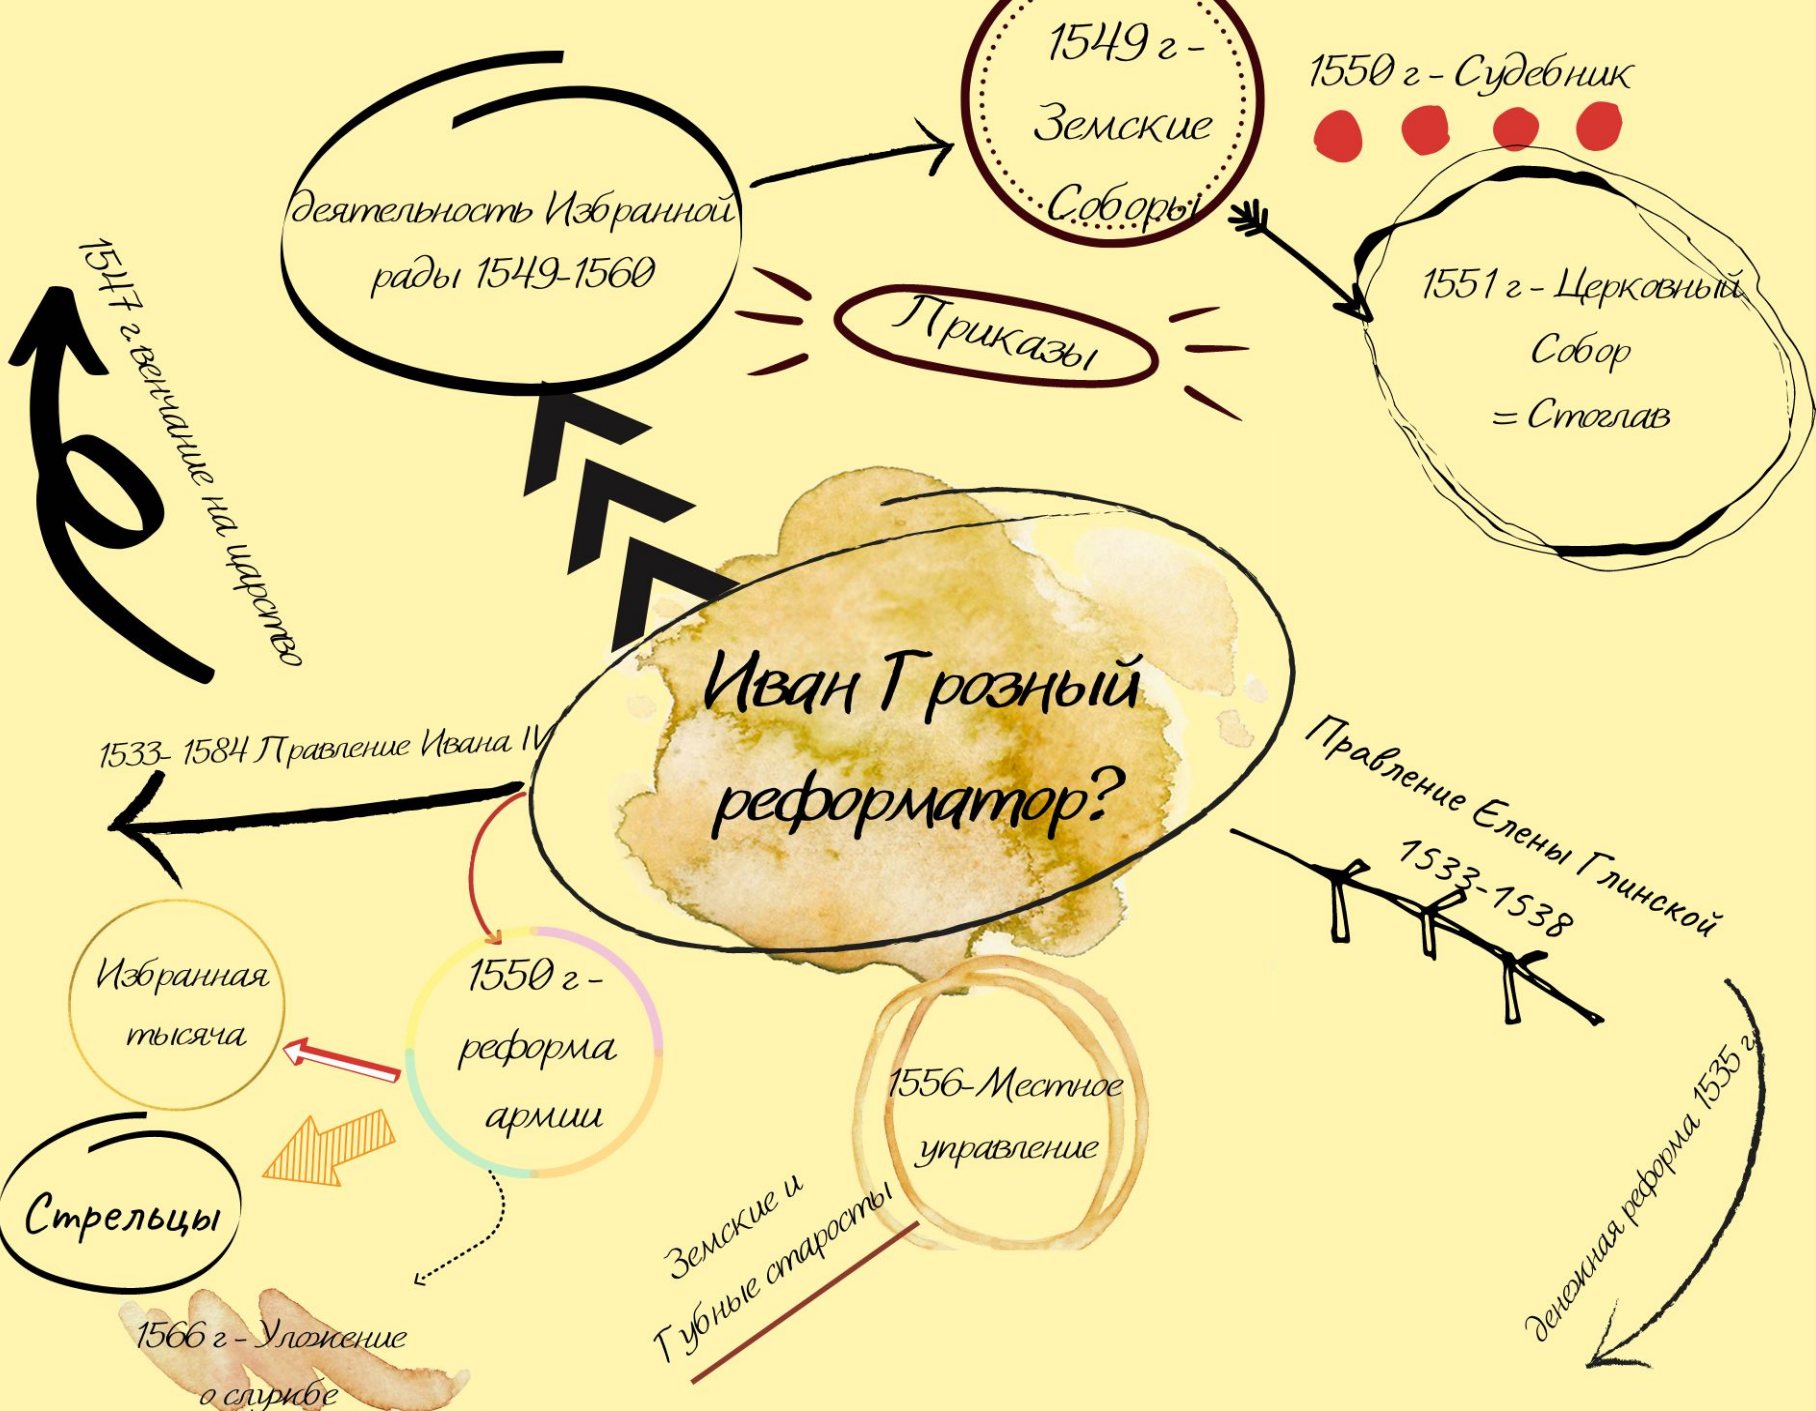 1549 г -
Земские
Соборы
1550 г - Судебник
деятельность Избранной
рады 1549-1560
Приказы
1551 г - Церковный
Собор
= Стоглав
1547 г. венчание на царство
Иван Грозный
реформатор?
1533- 1584 Правление Ивана IV
Правление Елены Глинской
1533-1538
Избранная
тысяча
1550 г -
реформа
армии
1556-Местное
управление
денежная реформа 1535 г.
Стрельцы
Земские и
Губные старосты
1566 г - Уложение
о службе